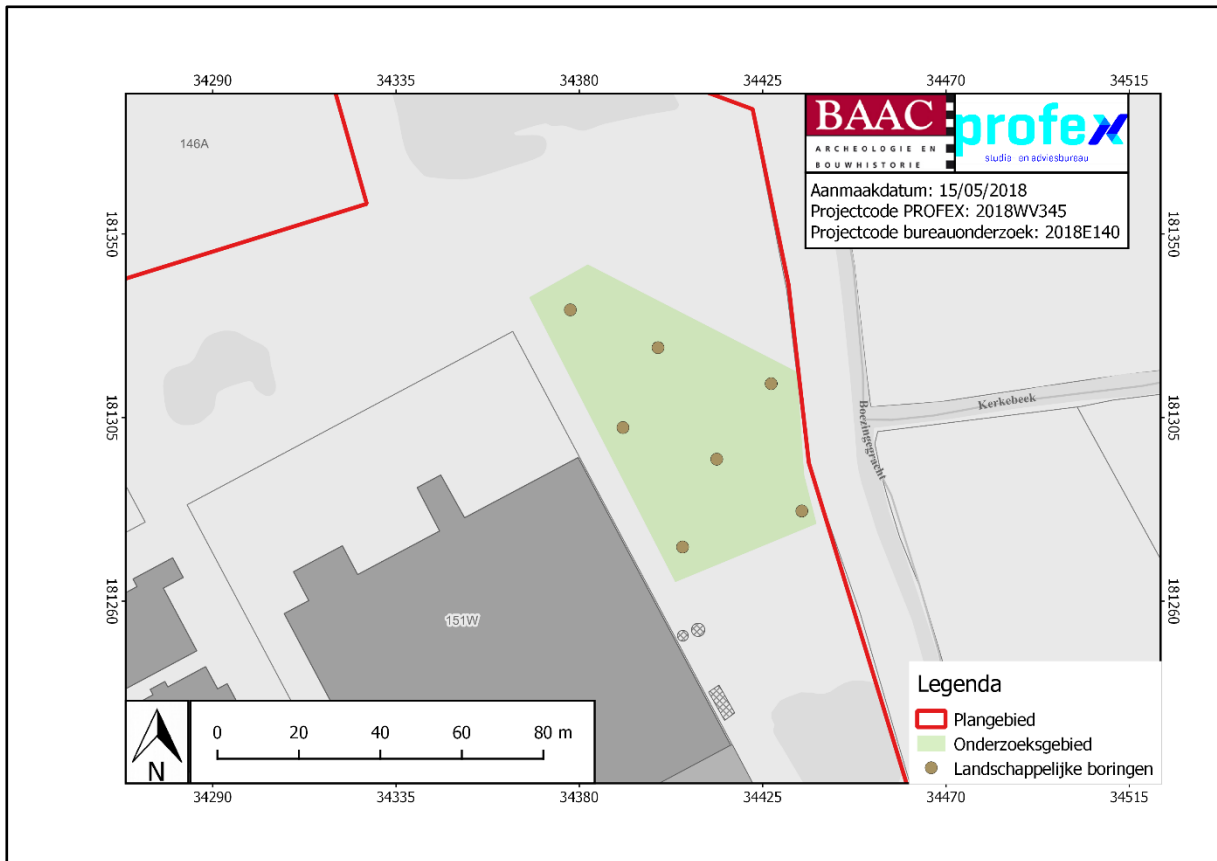 34290 34335 34380 34425 34470 34515
BAAC
ARCHEOLOGIE EN
BOUWHISTORIE
profex
studie en adviesbureau
Aanmaakdatum: 15/05/2018
Projectcode PROFEX: 2018WV345
Projectcode bureauonderzoek: 2018E140
146A
181350 181350
Kerkebeek
181305 181305
Boezingegracht
181260 181260
151W
Legenda
Plangebied
Onderzoeksgebied
Landschappelijke boringen
N
0 20 40 60 80 m
34290 34335 34380 34425 34470 34515